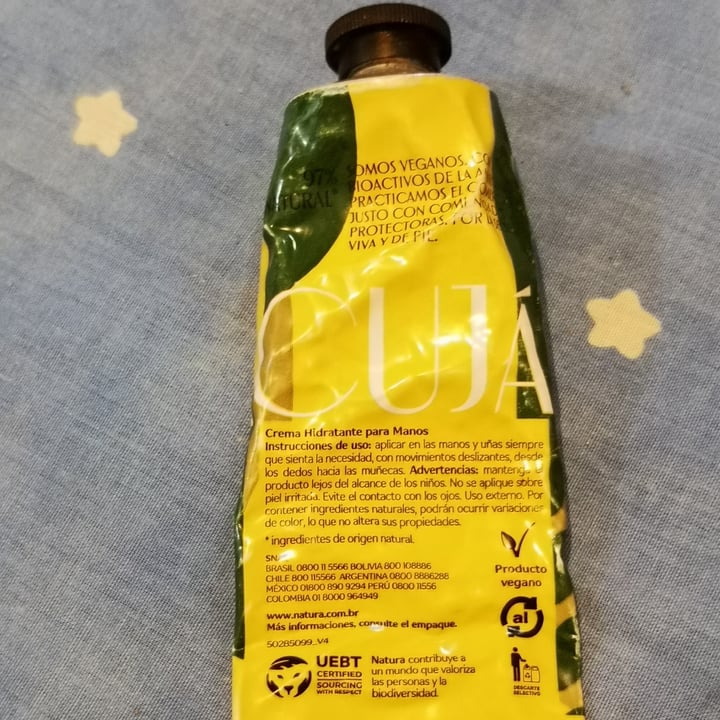 97%
NATURAL*
SOMOS VEGANOS. CO
BIOACTIVOS DE LA A
PRACTICAMOS EL
JUSTO CON
PROTECTORAS. POR
VIVA Y DE PIE.
CUJÁ
Crema Hidratante para Manos
Instrucciones de uso: aplicar en las manos y uñas siempre
que sienta la necesidad, con movimientos deslizantes, desde
los dedos hacia las muñecas. Advertencias: mantenga el
producto lejos del alcance de los niños. No se aplique sobre
piel irritada. Evite el contacto con los ojos. Uso externo. Por
contener ingredientes naturales, podrán ocurrir variaciones
de color, lo que no altera sus propiedades.
*ingredientes de origen natural.
BRASIL 0800 11 5566 BOLIVIA 800 108886
CHILE 800 115566 ARGENTINA 0800 8886288
MÉXICO 01800 890 9294 PERÚ 0800 11556
COLOMBIA 01 8000 964949
www.natura.com.br
Más informaciones, consulte el empaque.
50285099_V4
Producto
vegano
al
UEBT
CERTIFIED
SOURCING
WITH RESPECT
Natura contribuye a
un mundo que valoriza
las personas y la
biodiversidad.
DESCARTE
SELECTIVO